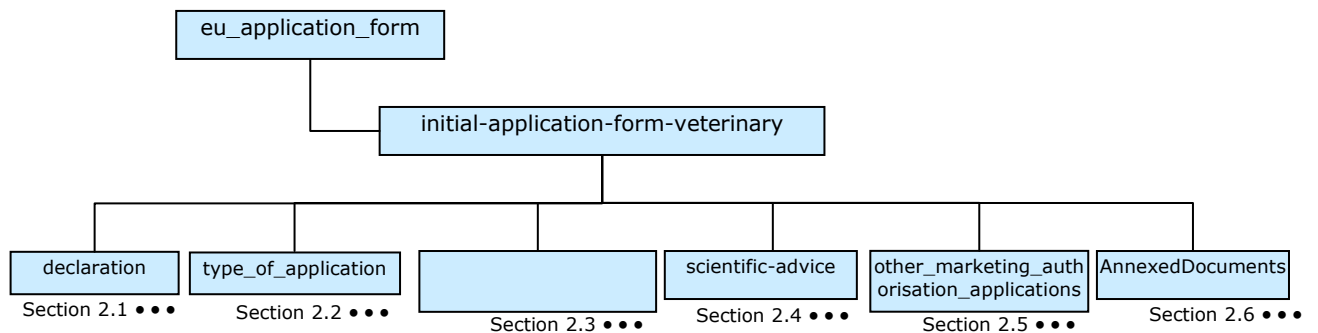 eu_application_form
initial-application-form-veterinary
declaration
type_of_application
scientific-advice
other_marketing_auth
orisation_applications
AnnexedDocuments
Section 2.1 •••
Section 2.2 •••
Section 2.3 •••
Section 2.4 •••
Section 2.5 •••
Section 2.6 •••